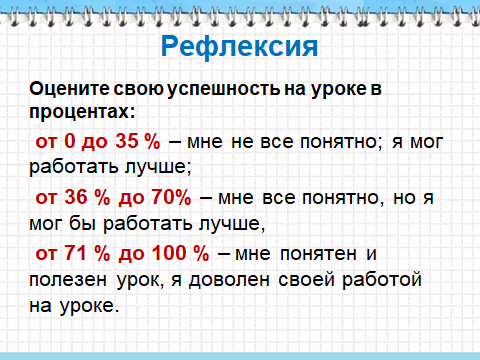 Рефлексия
Оцените свою успешность на уроке в
процентах:
от 0 до 35 % – мне не все понятно; я мог
работать лучше;
от 36 % до 70% – мне все понятно, но я
мог бы работать лучше,
от 71 % до 100 % – мне понятен и
полезен урок, я доволен своей работой
на уроке.